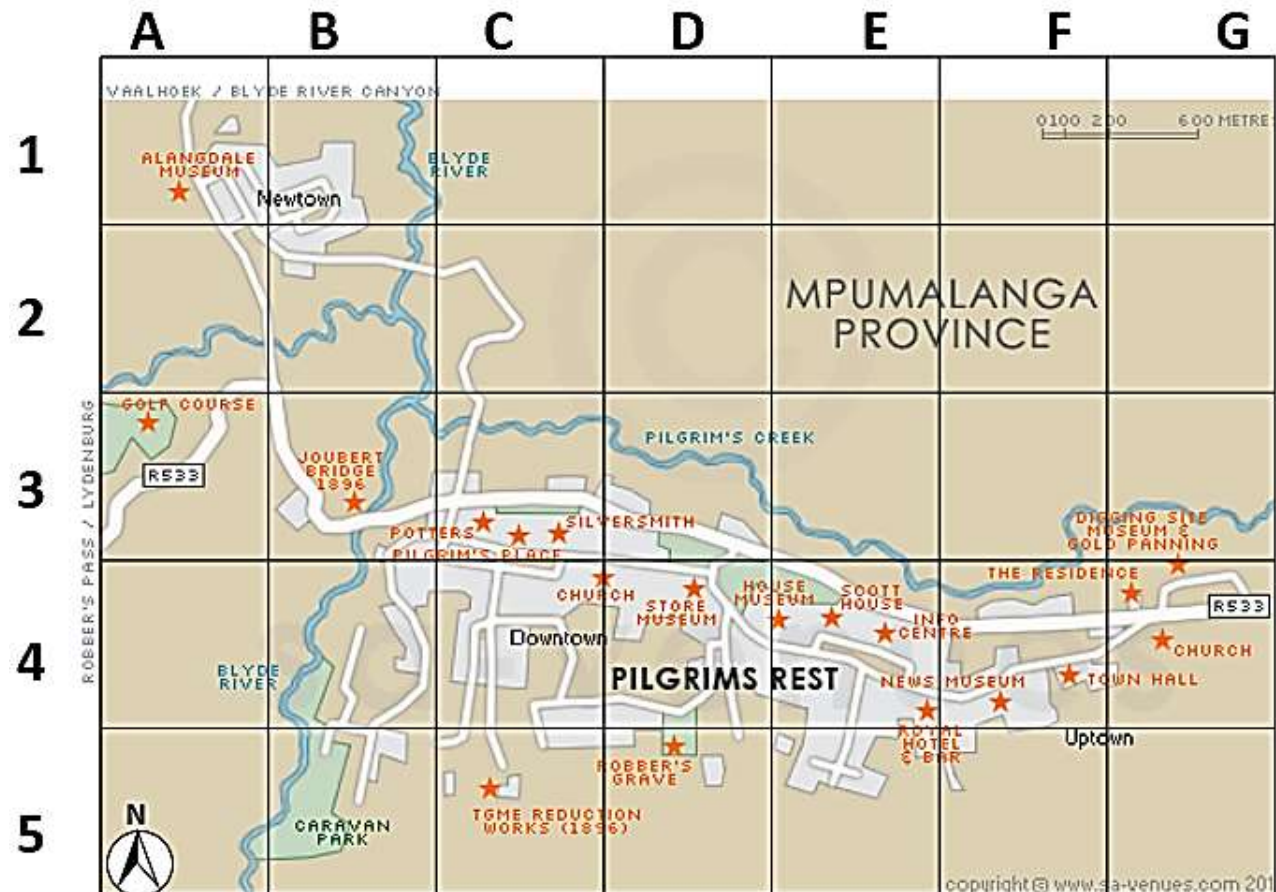 A B C D E F G
VAALHOEK / BLYDE RIVER CANYON
0 100 200 600 METRE
1
ALANGDALE
MUSEUM
BLYDE
RIVER
Newtown
2
MPUMALANGA
PROVINCE
ROBBER'S PASS / LYDENBURG
GOLF COURSE
PILGRIM'S CREEK
R533
JOUBERT
BRIDGE
1896
3
POTTERS
SILVERSMITH
PILGRIM'S PLACE
DIGGING SITE
MUSEUM &
GOLD PANNING
THE RESIDENCE
CHURCH
STORE
MUSEUM
HOUSE
MUSEUM
SCOTT
HOUSE
INFO
CENTRE
R533
Downtown
4
CHURCH
BLYDE
RIVER
PILGRIMS REST
NEWS MUSEUM
TOWN HALL
ROYAL
HOTEL
& BAR
Uptown
ROBBER'S
GRAVE
N
TGME REDUCTION
WORKS (1896)
CARAVAN
PARK
5
copyright © www.sa-venues.com 201